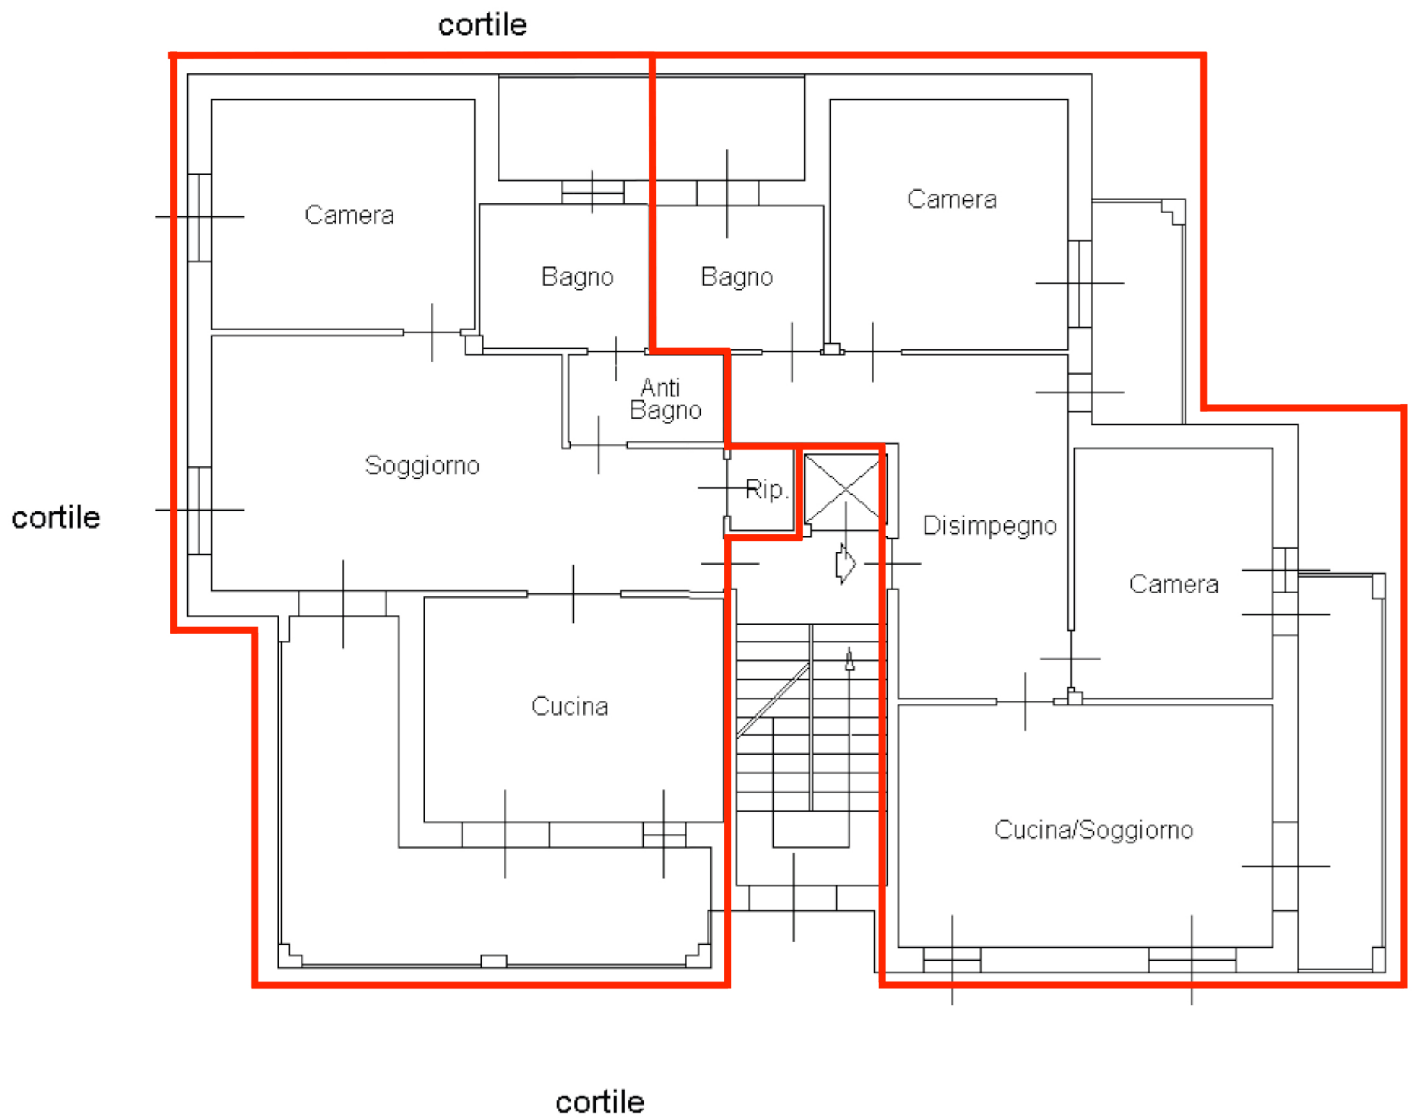 cortile
Camera
Camera
Bagno
Bagno
Anti
Bagno
Soggiorno
Rip.
cortile
Disimpegno
Camera
Cucina
Cucina/Soggiorno
cortile